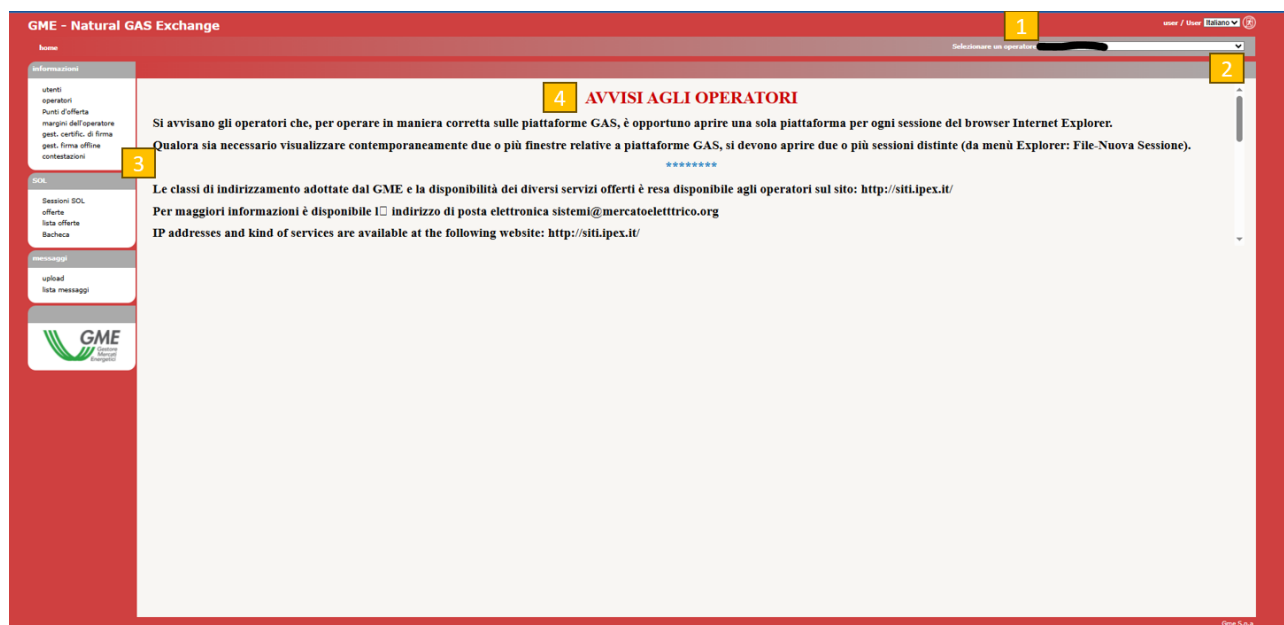 GME - Natural GAS Exchange
1
user / User Italiano
home
Selezionare un operatore
2
informazioni
utenti
operatori
Punti d'offerta
margini dell'operatore
gest. certific. di firma
gest. firma offline
contestazioni
3
SOL
Sessioni SOL
offerte
lista offerte
Bacheca
messaggi
upload
lista messaggi
GME
Gestore
Mercati
Energetici
4
AVVISI AGLI OPERATORI
Si avvisano gli operatori che, per operare in maniera corretta sulle piattaforme GAS, è opportuno aprire una sola piattaforma per ogni sessione del browser Internet Explorer.
Qualora sia necessario visualizzare contemporaneamente due o più finestre relative a piattaforme GAS, si devono aprire due o più sessioni distinte (da menù Explorer: File-Nuova Sessione).
********
Le classi di indirizzamento adottate dal GME e la disponibilità dei diversi servizi offerti è resa disponibile agli operatori sul sito: http://siti.ipex.it/
Per maggiori informazioni è disponibile l□ indirizzo di posta elettronica sistemi@mercatoeletttrico.org
IP addresses and kind of services are available at the following website: http://siti.ipex.it/
Gme S.p.a